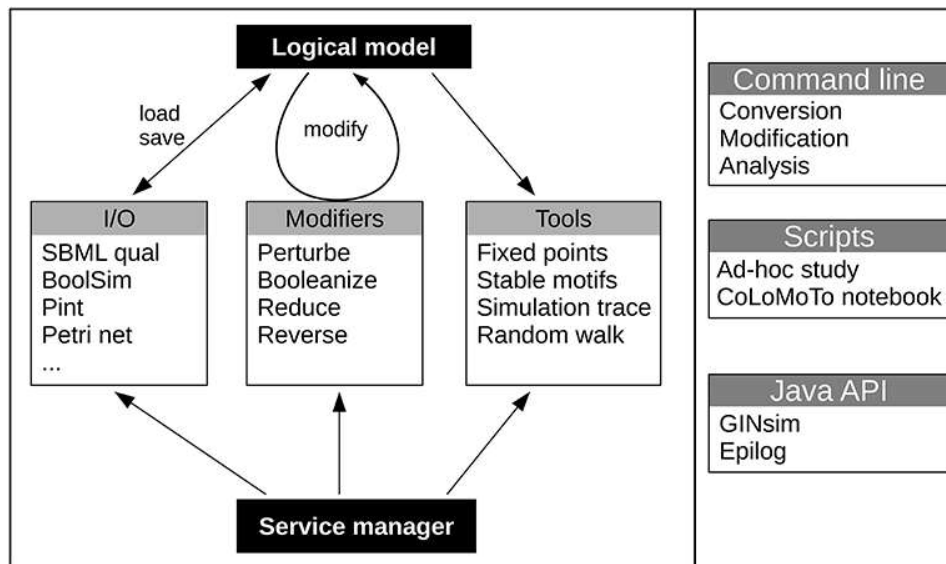 Logical model
load
save
modify
I/O
SBML qual
BoolSim
Pint
Petri net
...
Modifiers
Perturbe
Booleanize
Reduce
Reverse
Tools
Fixed points
Stable motifs
Simulation trace
Random walk
Service manager
Command line
Conversion
Modification
Analysis
Scripts
Ad-hoc study
CoLoMoTo notebook
Java API
GINsim
Epilog